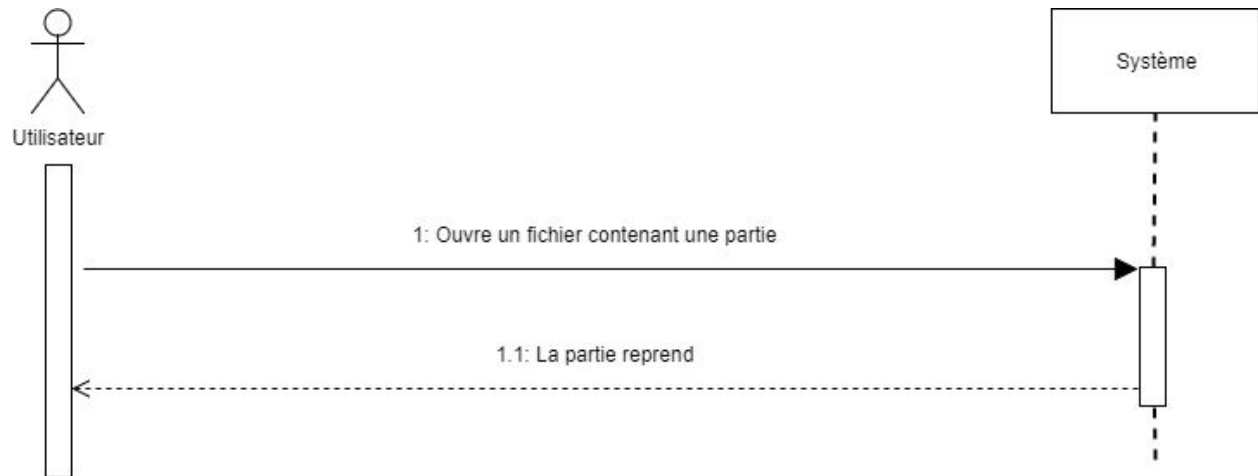 Système
Utilisateur
1: Ouvre un fichier contenant une partie
1.1: La partie reprend